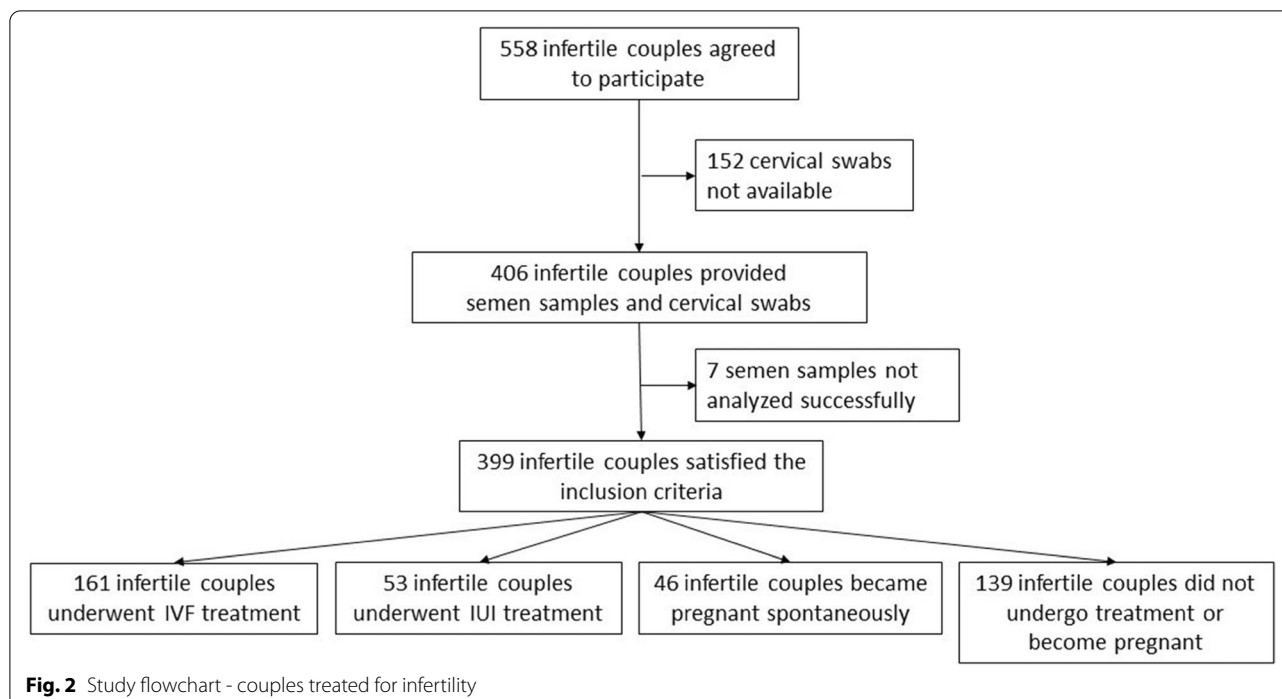 558 infertile couples agreed
to participate
152 cervical swabs
not available
406 infertile couples provided
semen samples and cervical swabs
7 semen samples not
analyzed successfully
399 infertile couples satisfied the
inclusion criteria
161 infertile couples
underwent IVF treatment
53 infertile couples
underwent IUI treatment
46 infertile couples became
pregnant spontaneously
139 infertile couples did not
undergo treatment or
become pregnant
Fig. 2 Study flowchart - couples treated for infertility